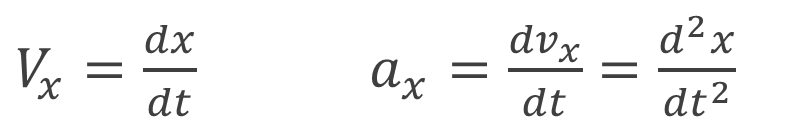 Vₓ = dx/dt    aₓ = dvₓ/dt = d²x/dt²